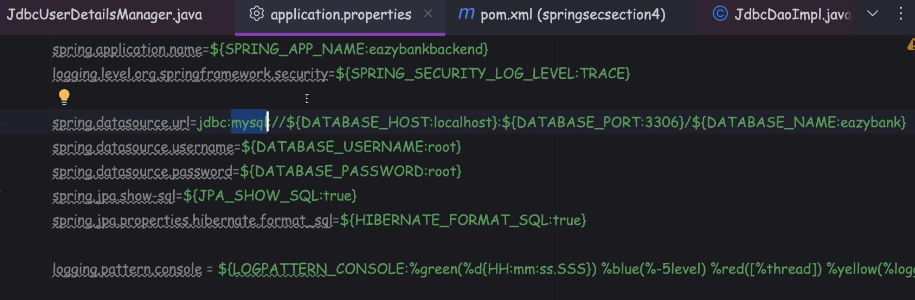 JdbcUserDetailsManager.java
application.properties
pom.xml (springsecsection4)
JdbcDaoImpl.java
spring.application.name=${SPRING_APP_NAME:eazybankbackend}
logging.level.org.springframework.security=${SPRING_SECURITY_LOG_LEVEL:TRACE}
spring.datasource.url=jdbc:mysql://${DATABASE_HOST:localhost}:${DATABASE_PORT:3306}/${DATABASE_NAME:eazybank}
spring.datasource.username=${DATABASE_USERNAME:root}
spring.datasource.password=${DATABASE_PASSWORD:root}
spring.jpa.show-sql=${JPA_SHOW_SQL:true}
spring.jpa.properties.hibernate.format_sql=${HIBERNATE_FORMAT_SQL:true}
logging.pattern.console = ${LOGPATTERN_CONSOLE:%green(%d{HH:mm:ss.SSS}) %blue(%-5level) %red([%thread]) %yellow(%logg